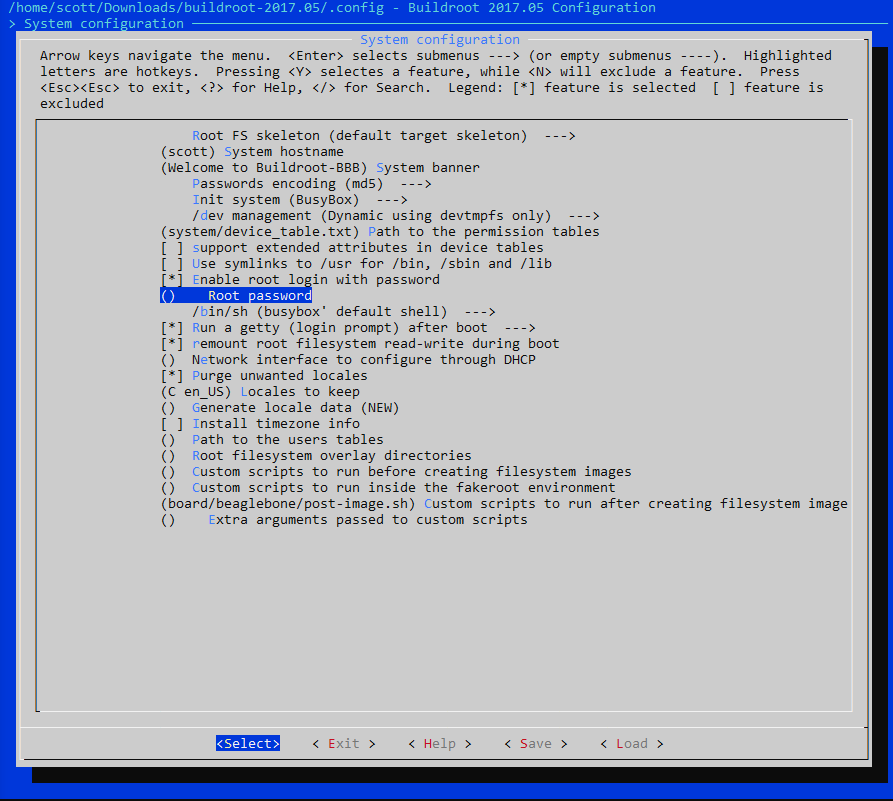 /home/scott/Downloads/buildroot-2017.05/.config - Buildroot 2017.05 Configuration
> System configuration
System configuration
Arrow keys navigate the menu.  <Enter> selects submenus ---> (or empty submenus ----).  Highlighted
letters are hotkeys.  Pressing <Y> selectes a feature, while <N> will exclude a feature.  Press
<Esc><Esc> to exit, <?> for Help, </> for Search.  Legend: [*] feature is selected  [ ] feature is
excluded
Root FS skeleton (default target skeleton)  --->
(scott) System hostname
(Welcome to Buildroot-BBB) System banner
Passwords encoding (md5)  --->
Init system (BusyBox)  --->
/dev management (Dynamic using devtmpfs only)  --->
(system/device_table.txt) Path to the permission tables
[ ] support extended attributes in device tables
[ ] Use symlinks to /usr for /bin, /sbin and /lib
[*] Enable root login with password
()    Root password
/bin/sh (busybox' default shell)  --->
[*] Run a getty (login prompt) after boot  --->
[*] remount root filesystem read-write during boot
()  Network interface to configure through DHCP
[*] Purge unwanted locales
(C en_US) Locales to keep
()  Generate locale data (NEW)
[ ] Install timezone info
()  Path to the users tables
()  Root filesystem overlay directories
()  Custom scripts to run before creating filesystem images
()  Custom scripts to run inside the fakeroot environment
(board/beaglebone/post-image.sh) Custom scripts to run after creating filesystem image
()    Extra arguments passed to custom scripts
<Select>    < Exit >    < Help >    < Save >    < Load >